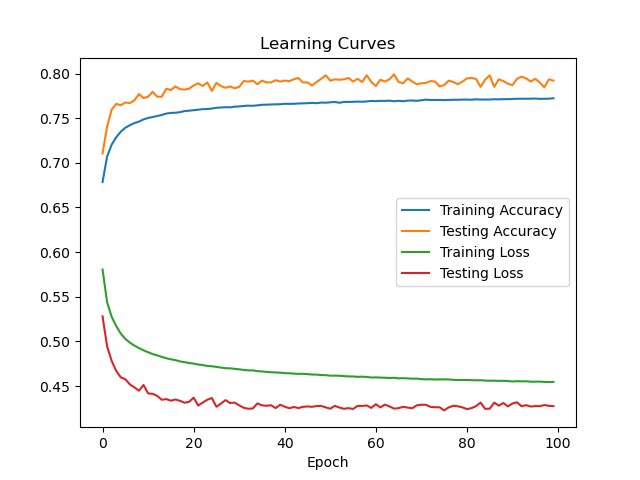 Learning Curves
0.80
0.75
0.70
0.65
0.60
0.55
0.50
0.45
Training Accuracy
Testing Accuracy
Training Loss
Testing Loss
0 20 40 60 80 100
Epoch